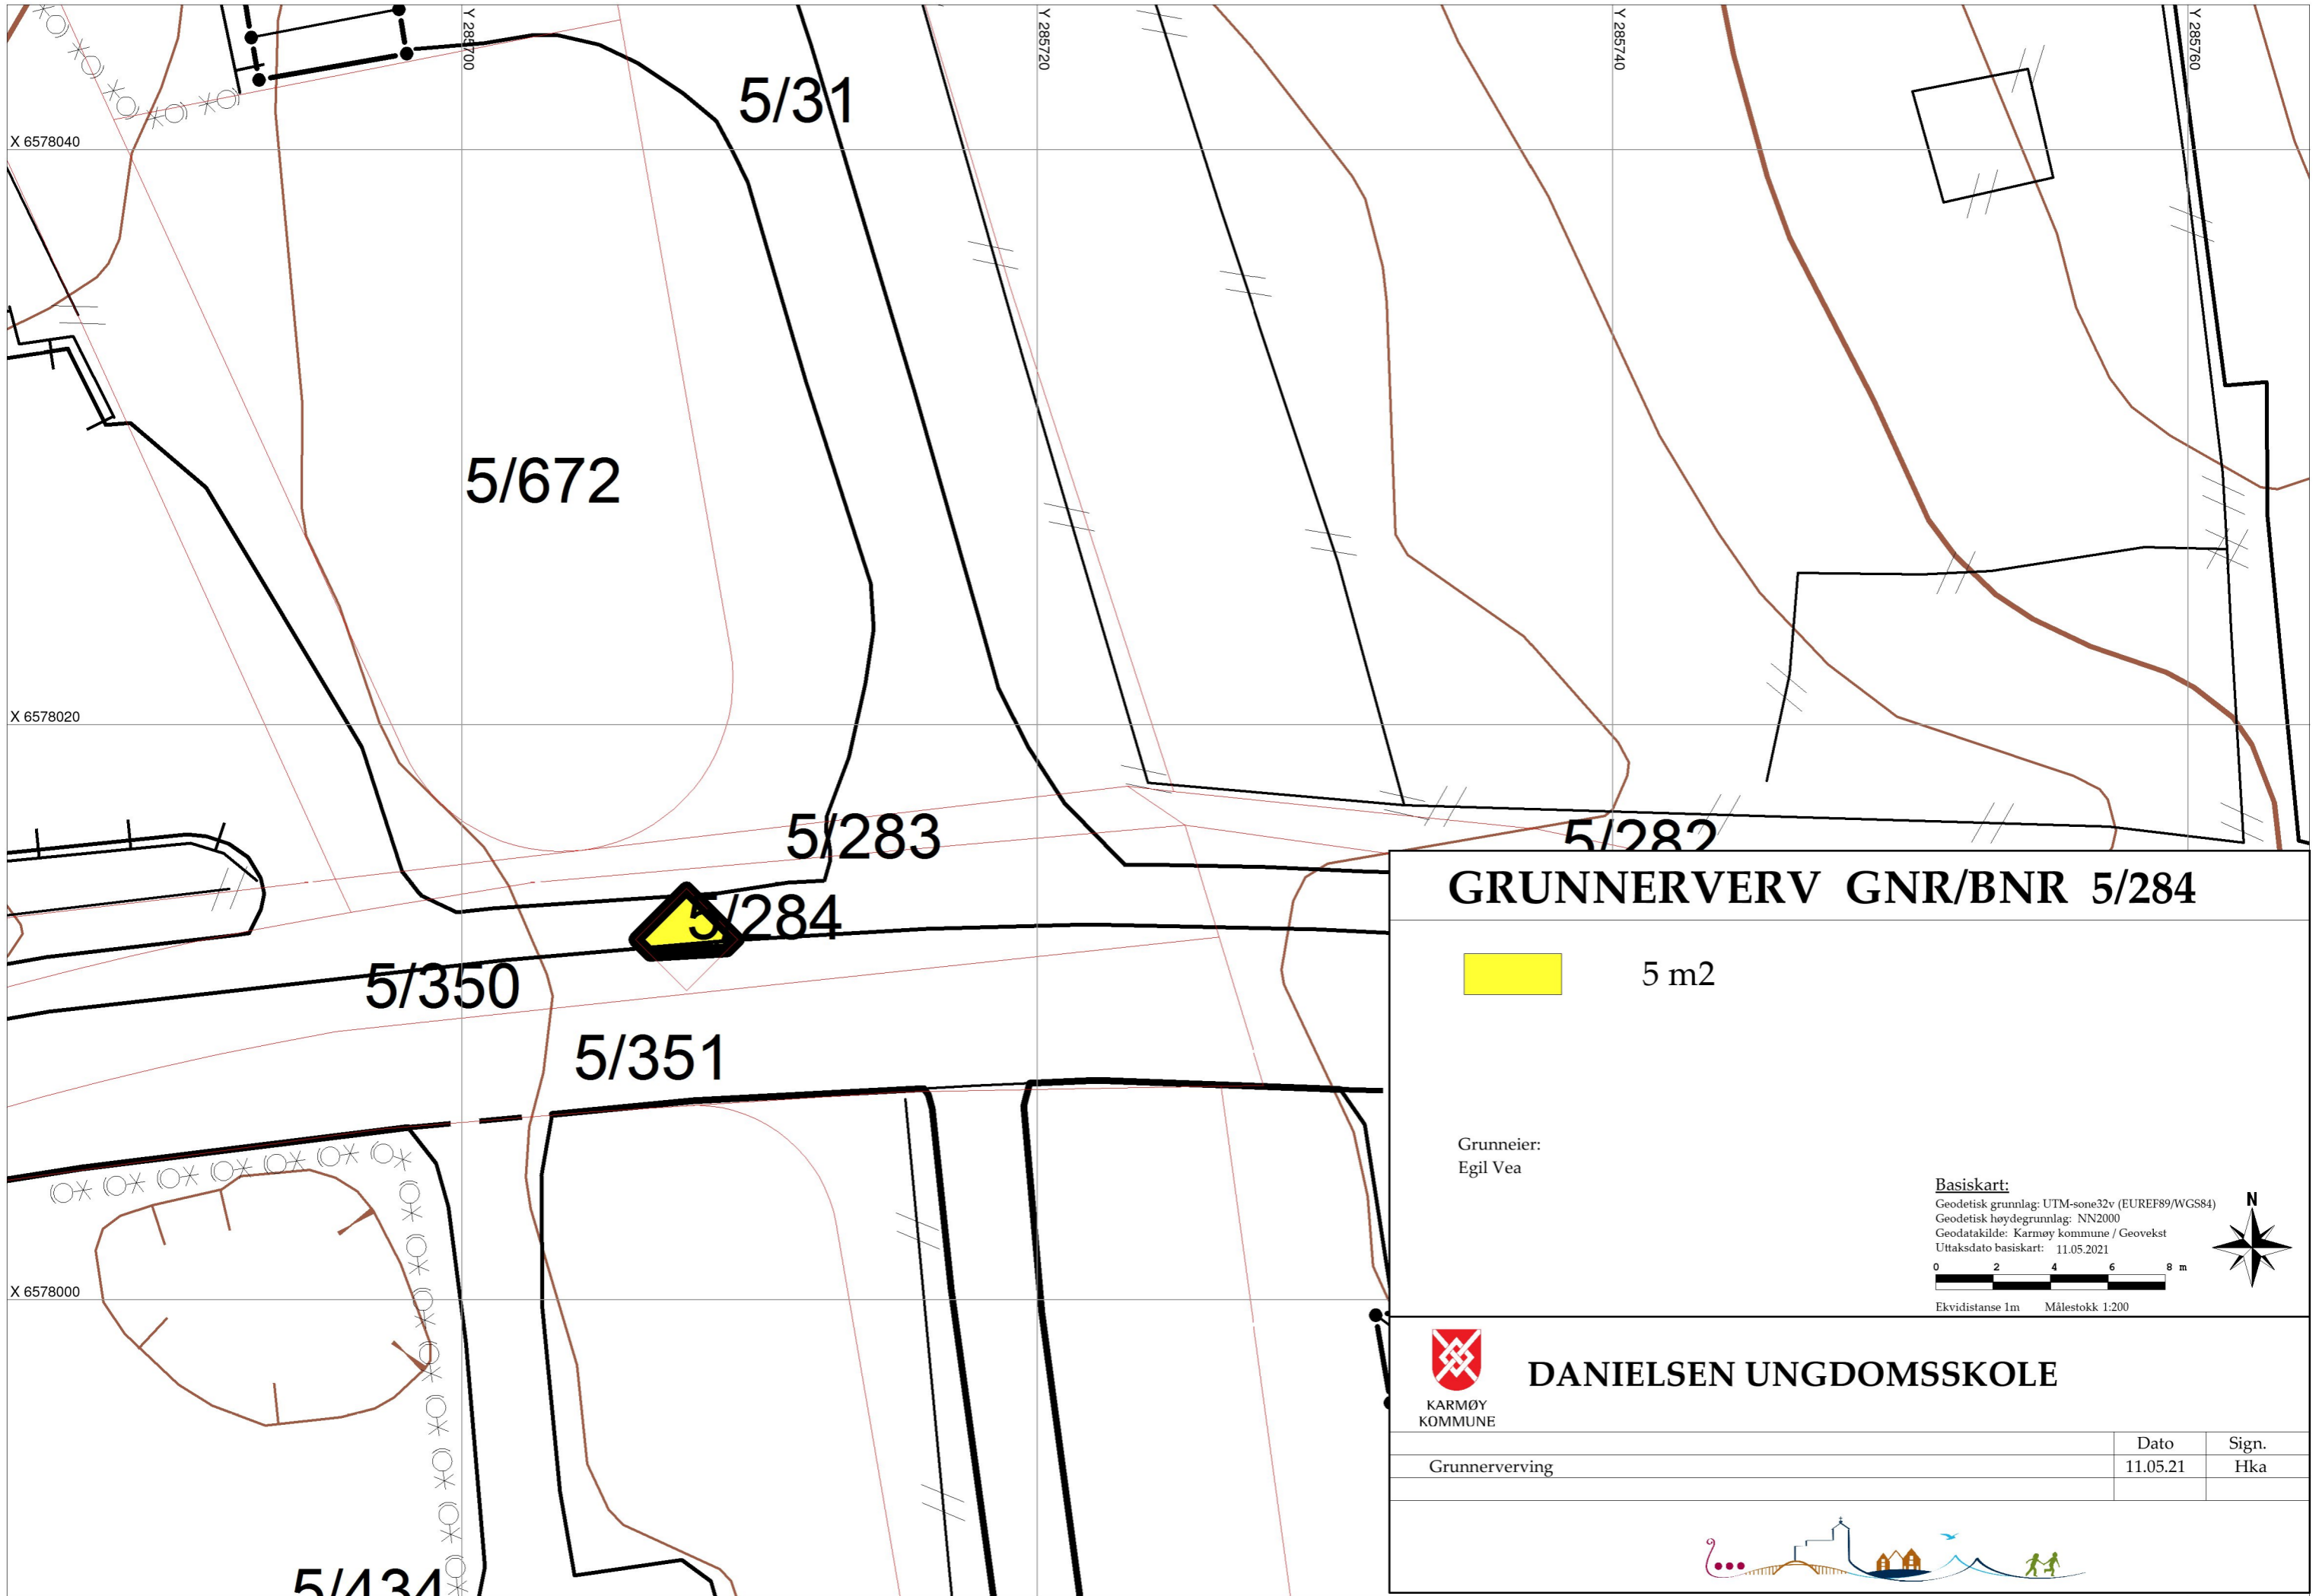 Y 285700
Y 285720
Y 285740
Y 285760
5/31
X 6578040
5/672
X 6578020
5/283
5/282
5/284
5/350
5/351
X 6578000
5/434
GRUNNERVERV GNR/BNR 5/284
5 m2
Grunneier:
Egil Vea
Basiskart:
Geodetisk grunnlag: UTM-sone32v (EUREF89/WGS84)
Geodetisk høydegrunnlag: NN2000
Geodatakilde: Karmøy kommune / Geovekst
Uttaksdato basiskart: 11.05.2021
N
0 2 4 6 8 m
Ekvidistanse 1m Målestokk 1:200
KARMØY
KOMMUNE
DANIELSEN UNGDOMSSKOLE
Dato Sign.
Grunnerverving 11.05.21 Hka